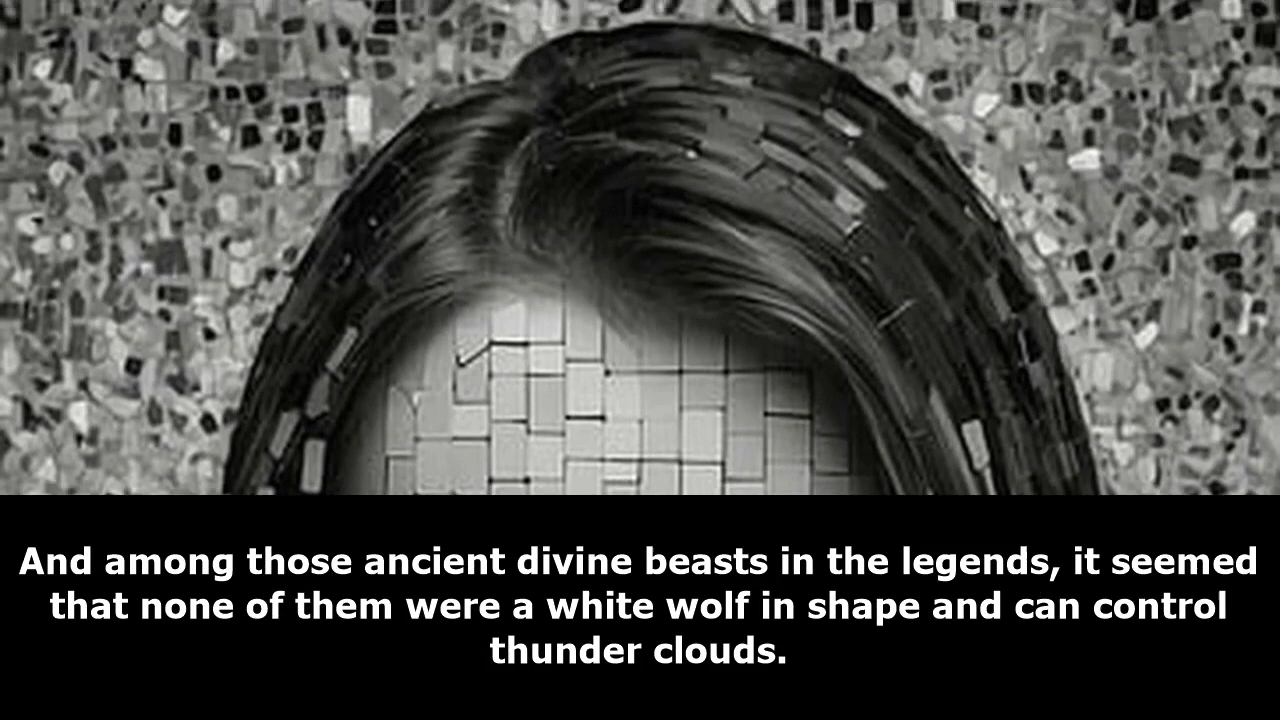 And among those ancient divine beasts in the legends, it seemed
that none of them were a white wolf in shape and can control
thunder clouds.